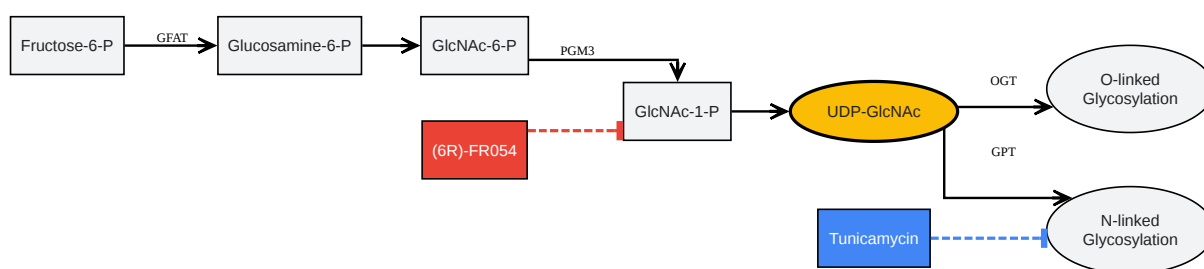 Fructose-6-P
GFAT
Glucosamine-6-P
GlcNAc-6-P
PGM3
GlcNAc-1-P
UDP-GlcNAc
OGT
O-linked
Glycosylation
(6R)-FR054
GPT
Tunicamycin
N-linked
Glycosylation